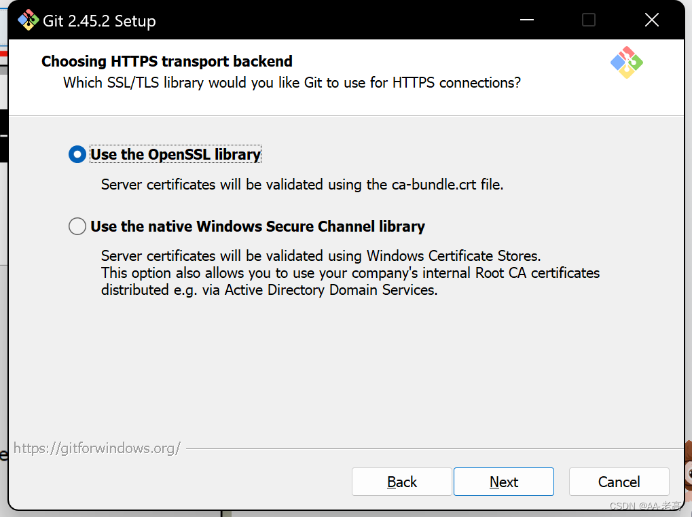 Git 2.45.2 Setup
Choosing HTTPS transport backend
Which SSL/TLS library would you like Git to use for HTTPS connections?
Use the OpenSSL library
Server certificates will be validated using the ca-bundle.crt file.
Use the native Windows Secure Channel library
Server certificates will be validated using Windows Certificate Stores.
This option also allows you to use your company's internal Root CA certificates
distributed e.g. via Active Directory Domain Services.
https://gitforwindows.org/
Back
Next
Cancel
CSDN @AA.老高